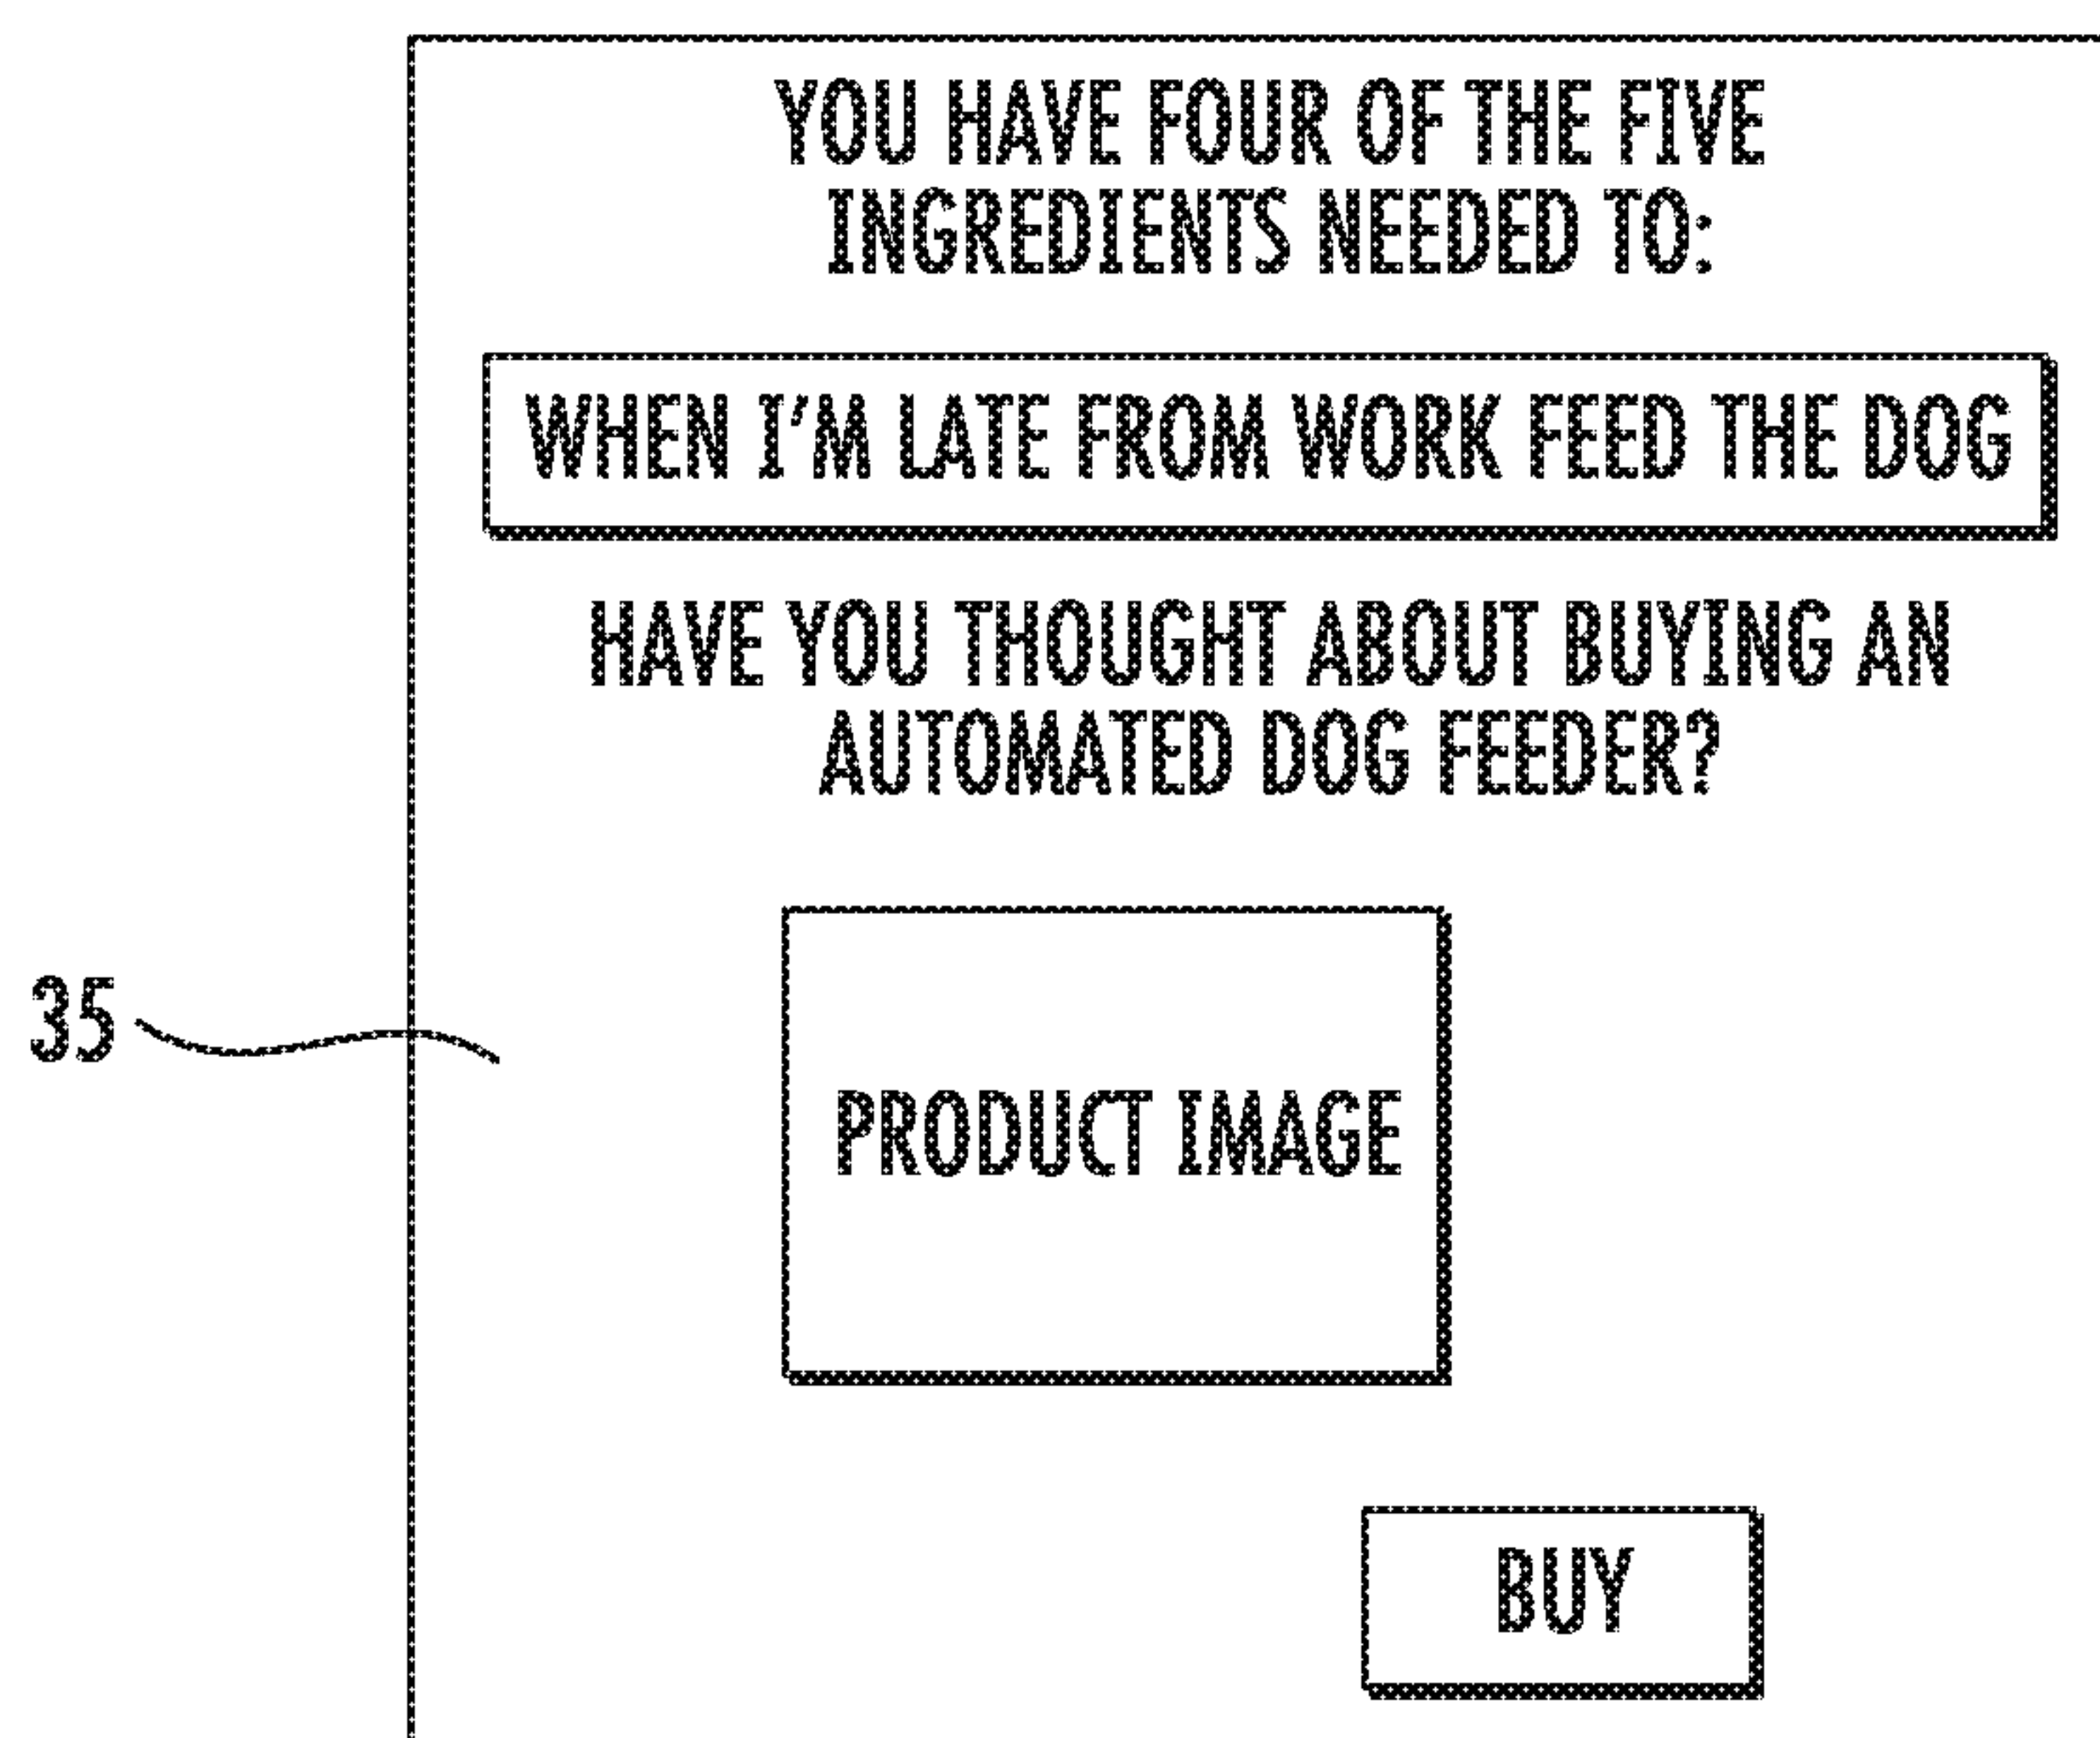 YOU HAVE FOUR OF THE FIVE
INGREDIENTS NEEDED TO:
WHEN I'M LATE FROM WORK FEED THE DOG
HAVE YOU THOUGHT ABOUT BUYING AN
AUTOMATED DOG FEEDER?
35
PRODUCT IMAGE
BUY